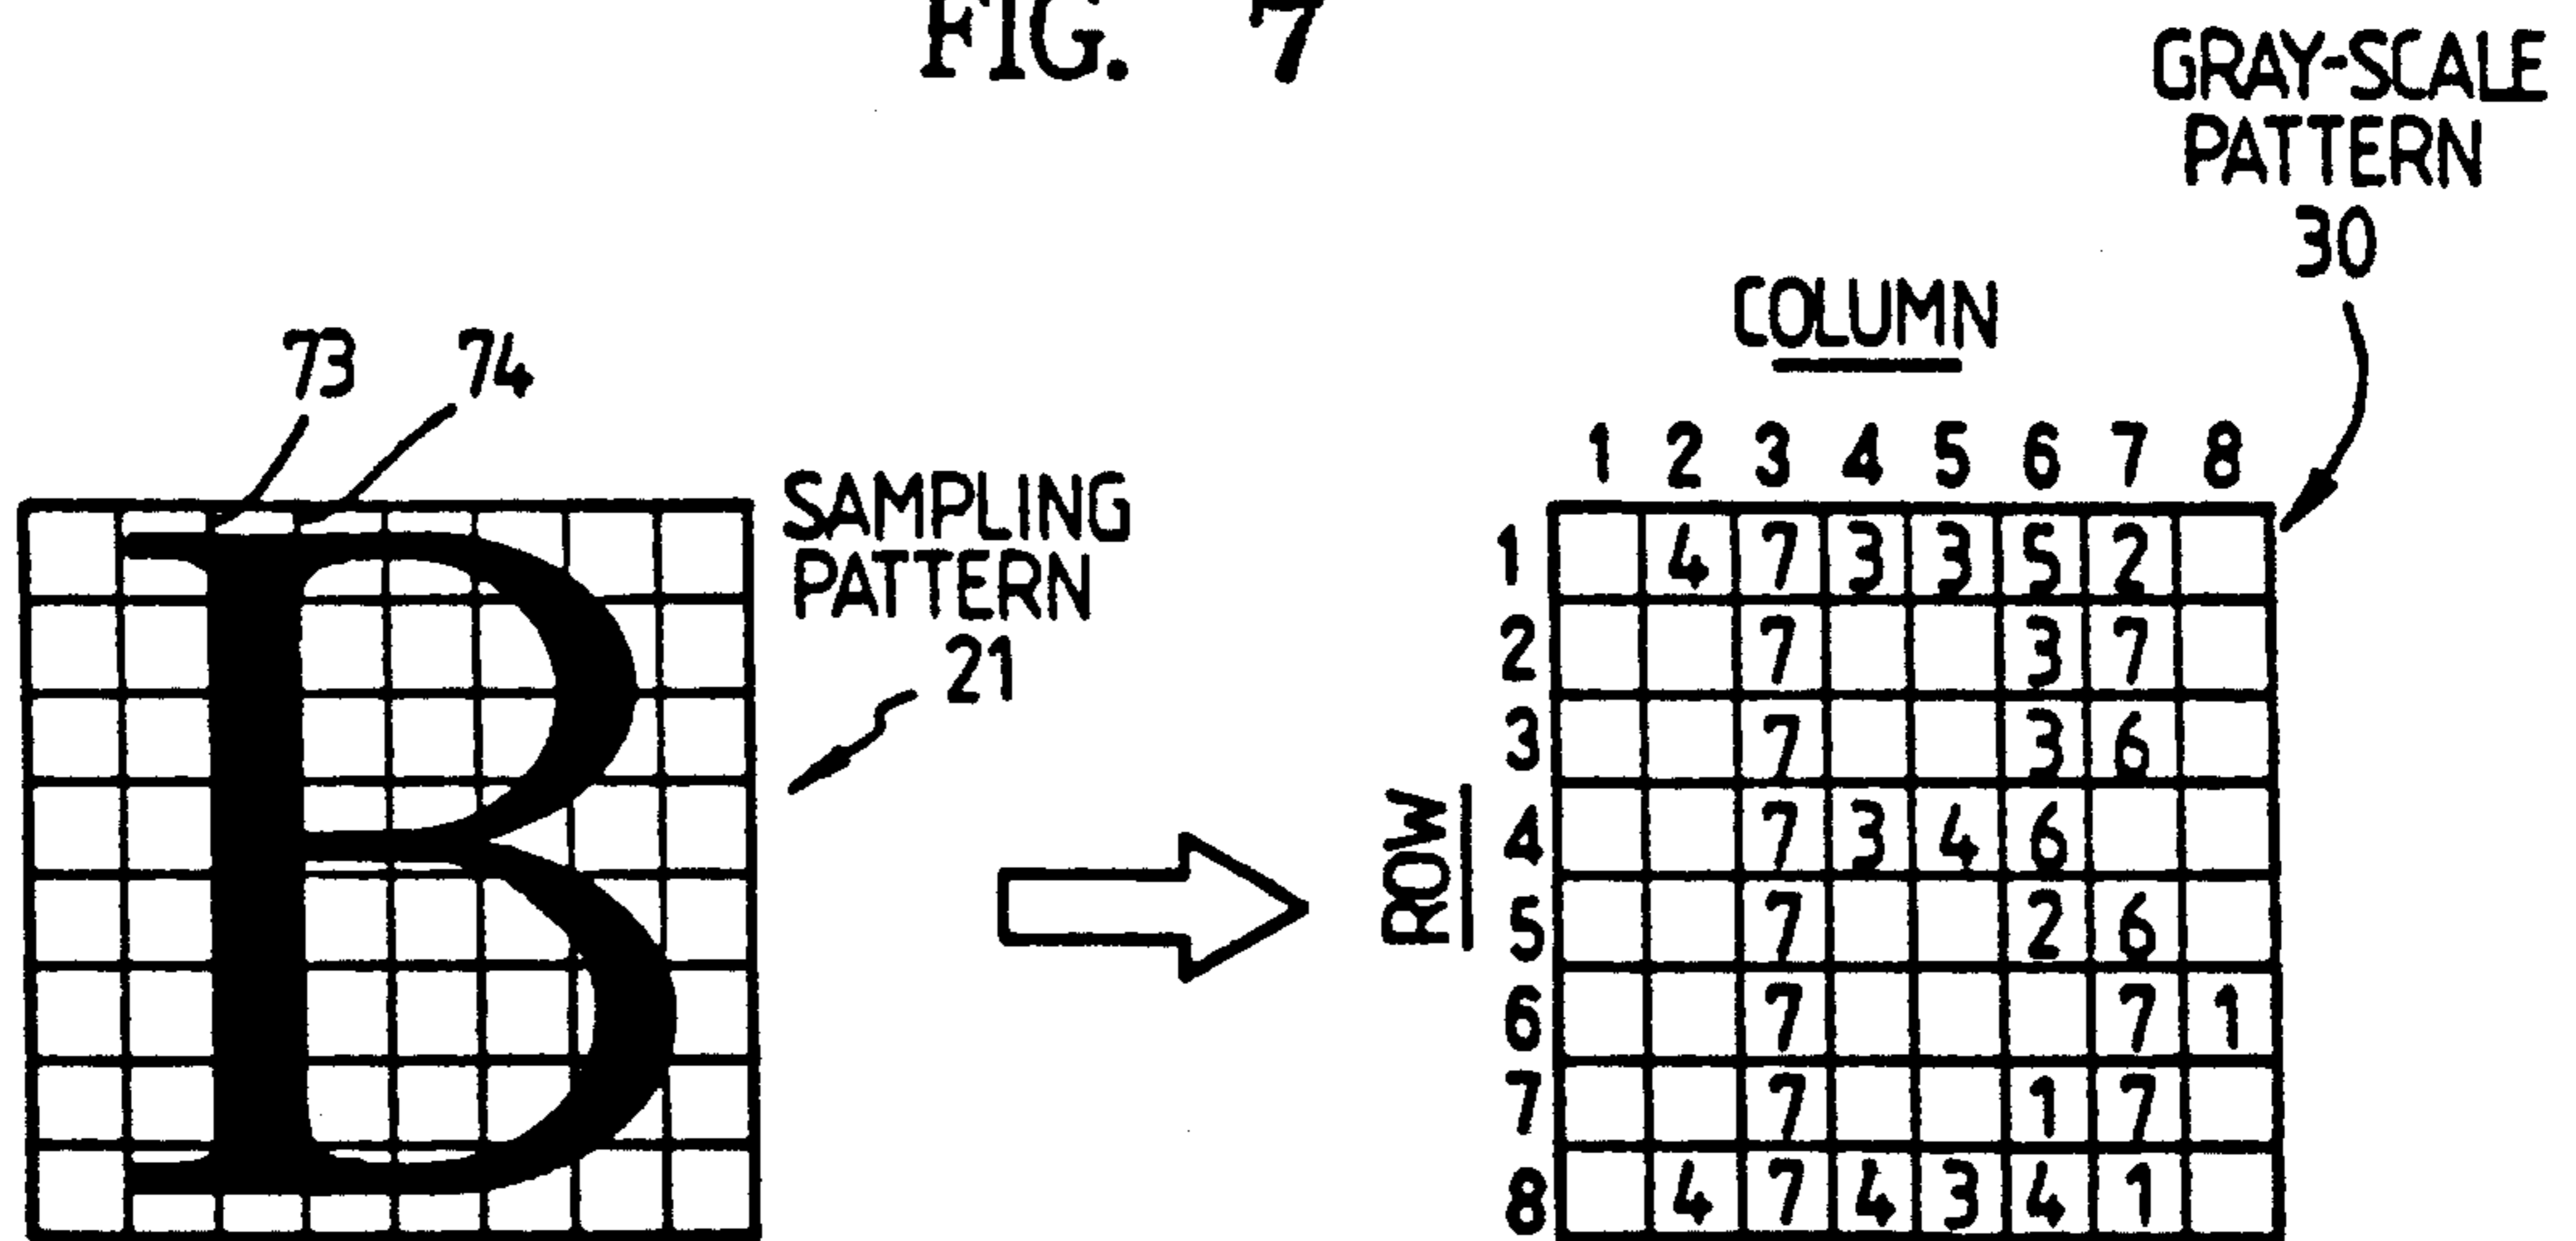 FIG. 7
GRAY-SCALE
PATTERN
30
73 74
SAMPLING
PATTERN
21
B
COLUMN
1 2 3 4 5 6 7 8
ROW
1 4 7 3 3 5 2
2 7 3 7
3 7 3 6
4 7 3 4 6
5 7 2 6
6 7 7 1
7 7 1 7
8 4 7 4 3 4 1